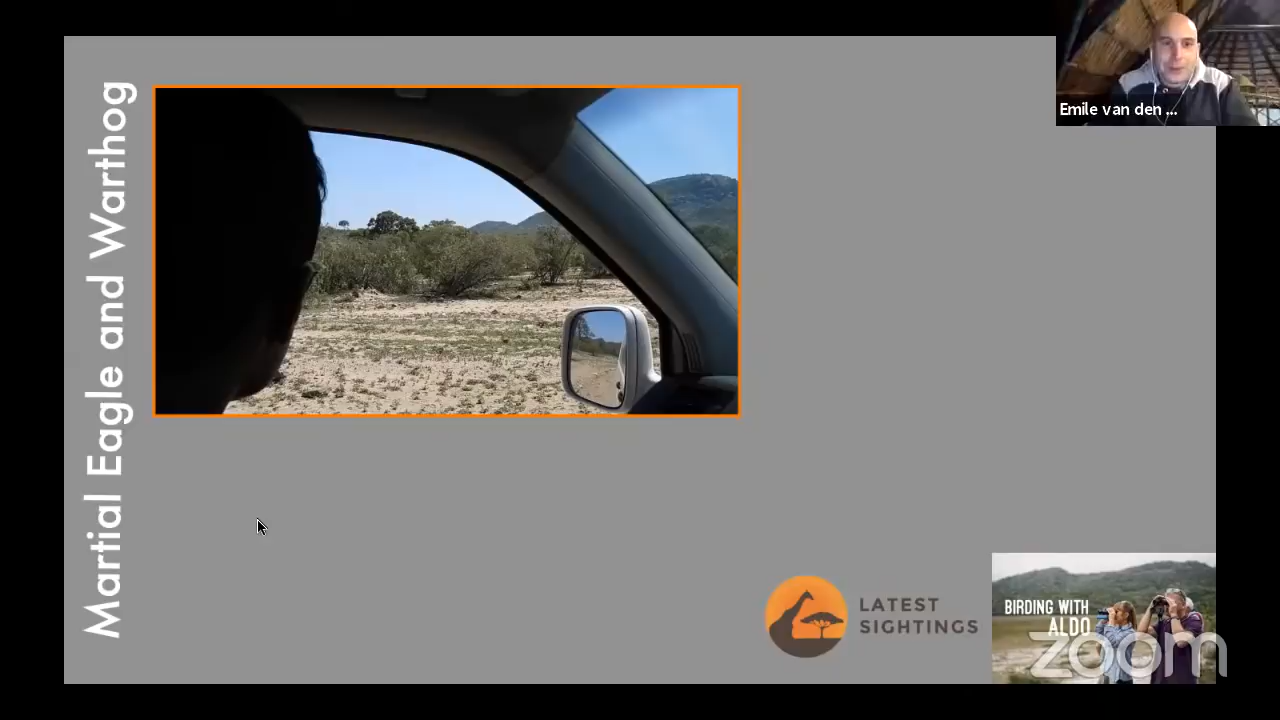 Martial Eagle and Warthog
Emile van den ...
LATEST
SIGHTINGS
BIRDING WITH
ALDO
zoom